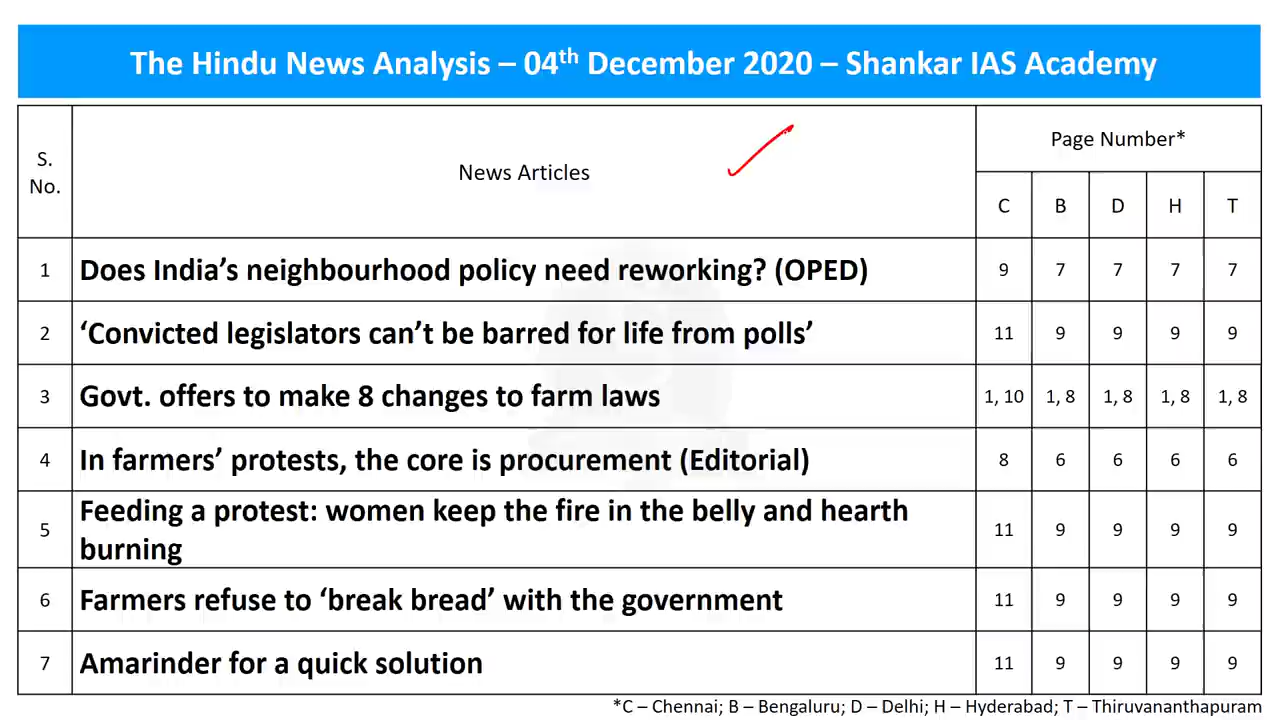 The Hindu News Analysis – 04th December 2020 – Shankar IAS Academy
S. No.
News Articles
Page Number*
C B D H T
1 Does India’s neighbourhood policy need reworking? (OPED) 9 7 7 7 7
2 ‘Convicted legislators can’t be barred for life from polls’ 11 9 9 9 9
3 Govt. offers to make 8 changes to farm laws 1, 10 1, 8 1, 8 1, 8 1, 8
4 In farmers’ protests, the core is procurement (Editorial) 8 6 6 6 6
5 Feeding a protest: women keep the fire in the belly and hearth
burning 11 9 9 9 9
6 Farmers refuse to ‘break bread’ with the government 11 9 9 9 9
7 Amarinder for a quick solution 11 9 9 9 9
*C – Chennai; B – Bengaluru; D – Delhi; H – Hyderabad; T – Thiruvananthapuram